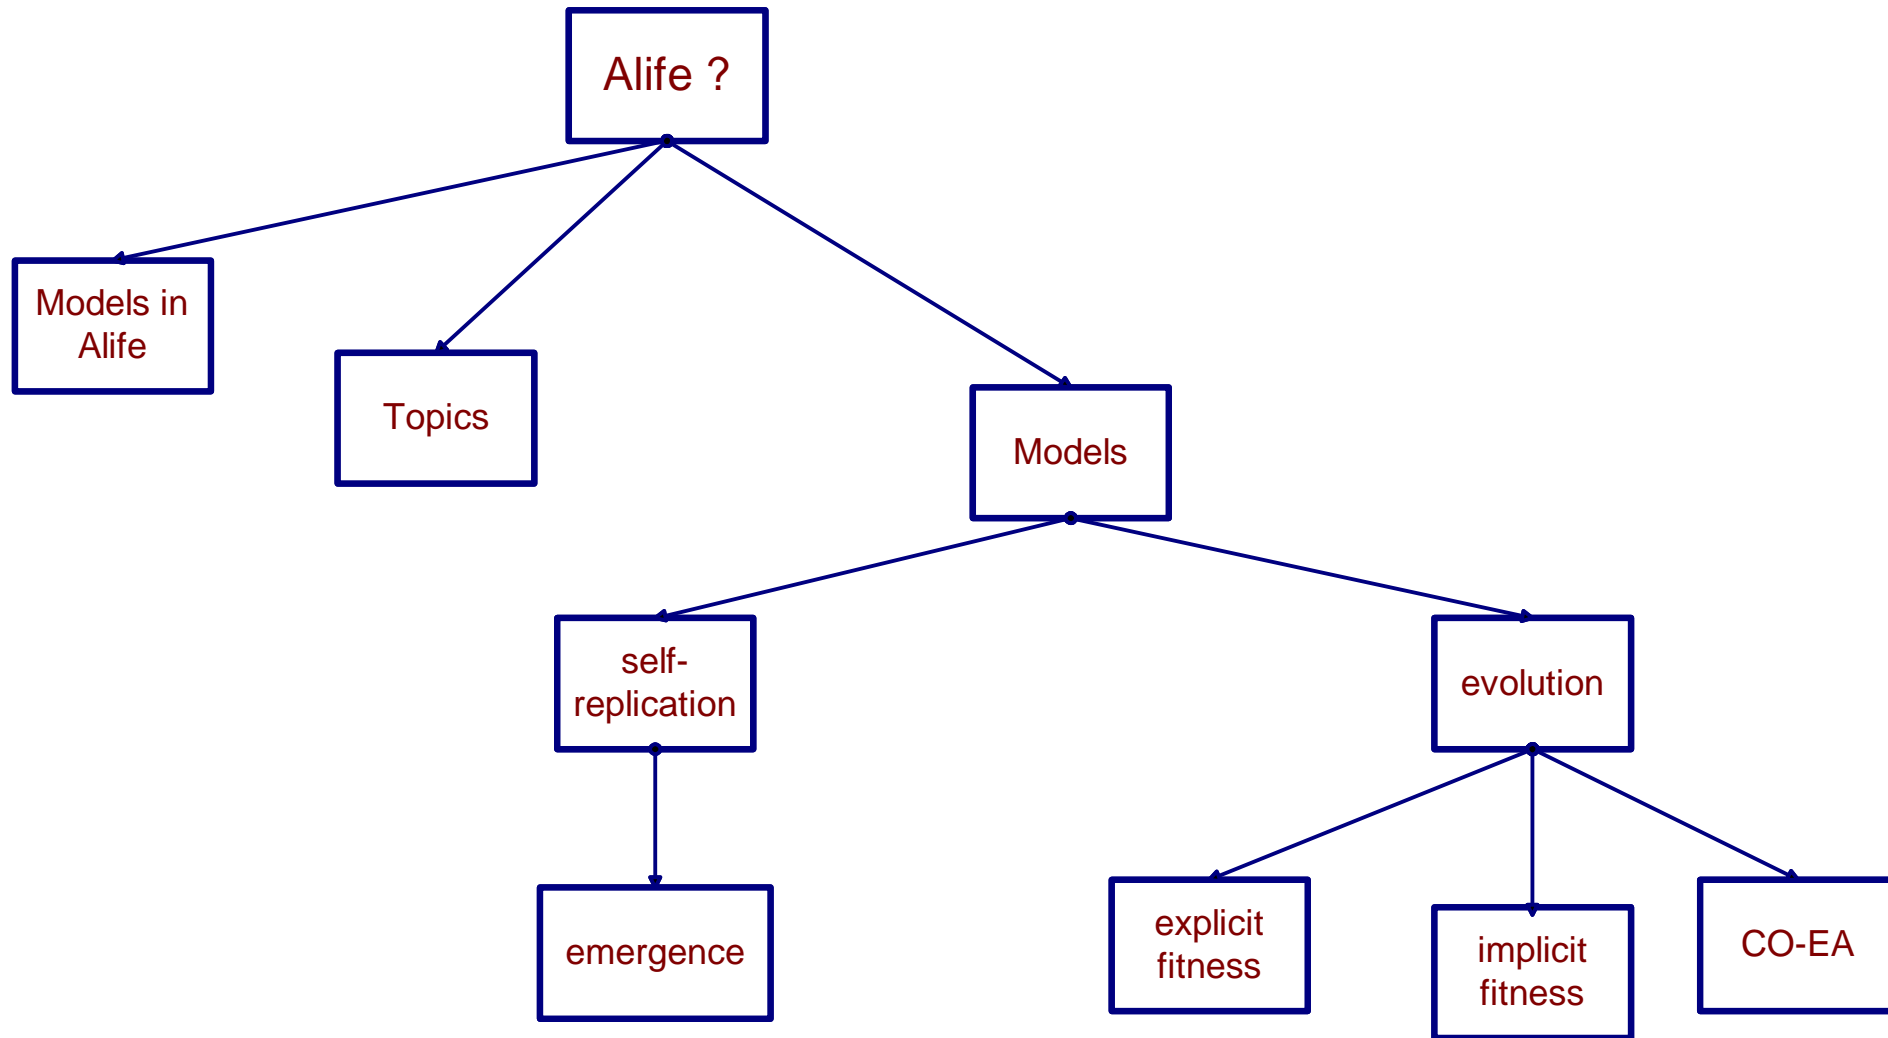 Alife ?
Models in
Alife
Topics
Models
self-
replication
evolution
emergence
explicit
fitness
implicit
fitness
CO-EA